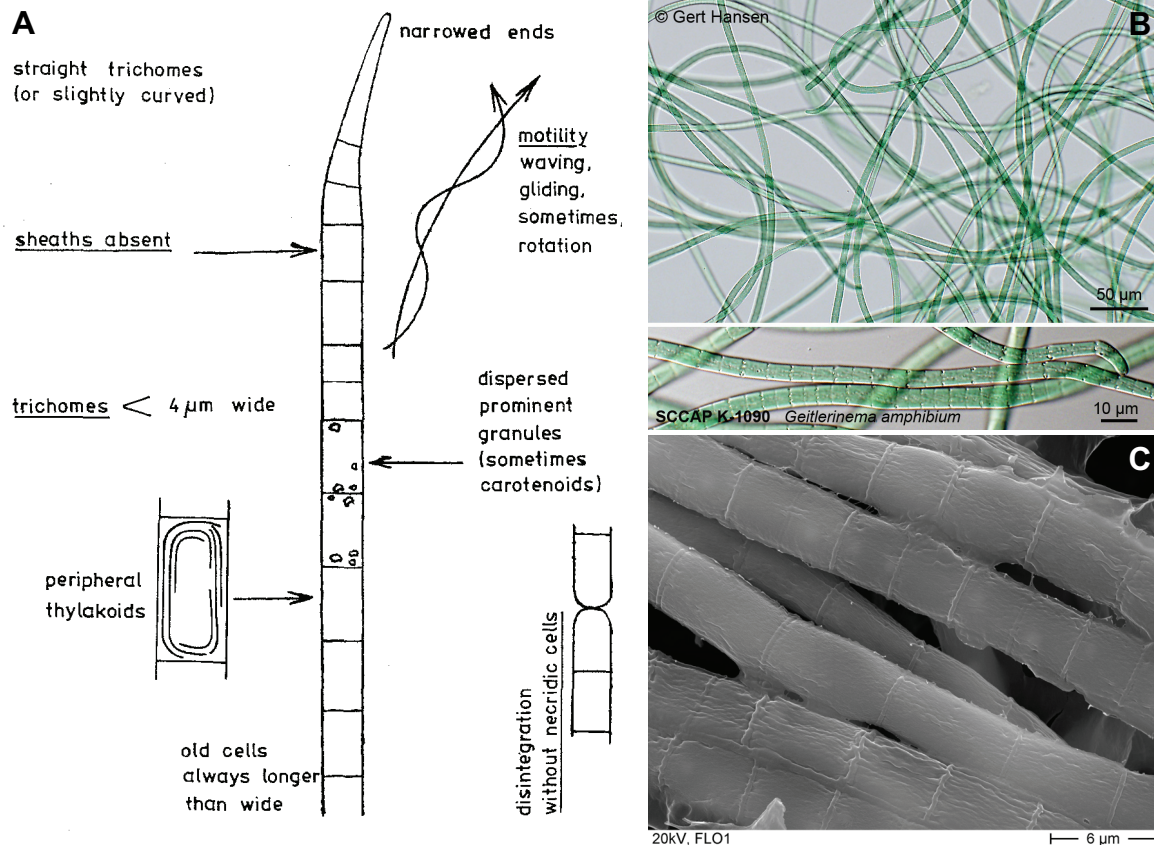 A
narrowed ends
straight trichomes
(or slightly curved)
motility
waving,
gliding,
sometimes,
rotation
sheaths absent
trichomes < 4 µm wide
dispersed
prominent
granules
(sometimes
carotenoids)
peripheral
thylakoids
old cells
always longer
than wide
disintegration
without necridic cells
© Gert Hansen
B
50 µm
10 µm
SCCAP K-1090 Geitlerinema amphibium
C
20kV, FLO1
6 µm